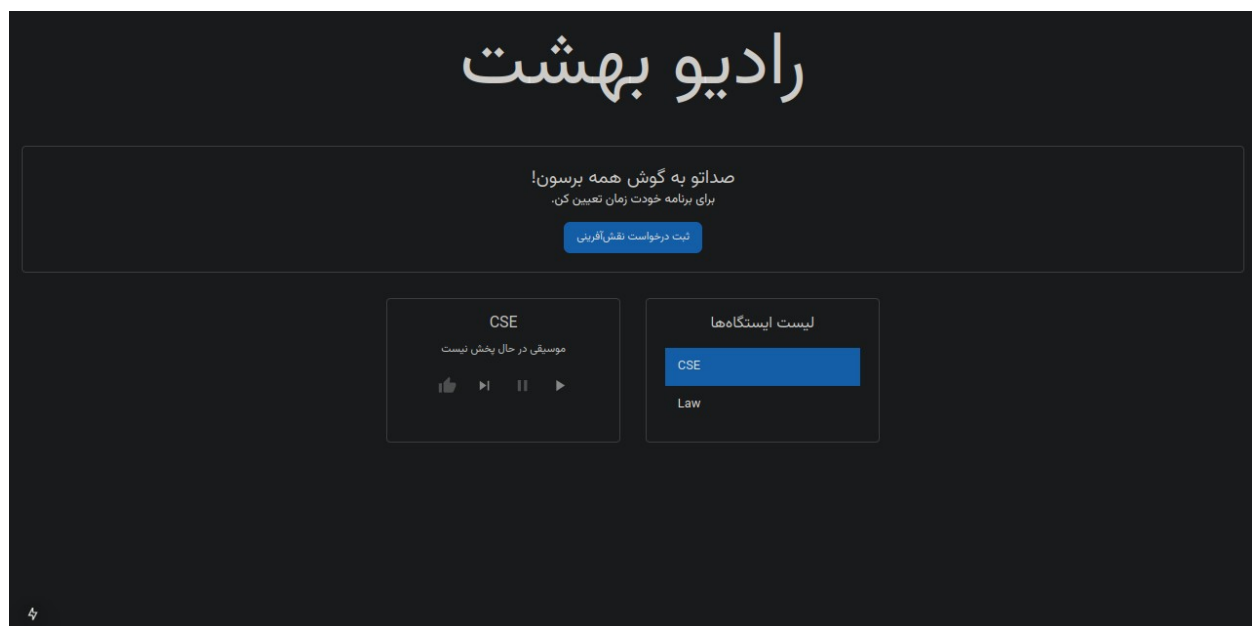 رادیو بهشت
صداتو به گوش همه برسون!
برای برنامه خودت زمان تعیین کن.
ثبت درخواست نقش‌آفرینی
لیست ایستگاه‌ها
CSE
Law
CSE
موسیقی در حال پخش نیست